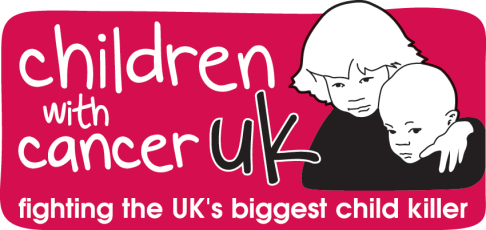 children
with
cancer uk
fighting the UK's biggest child killer